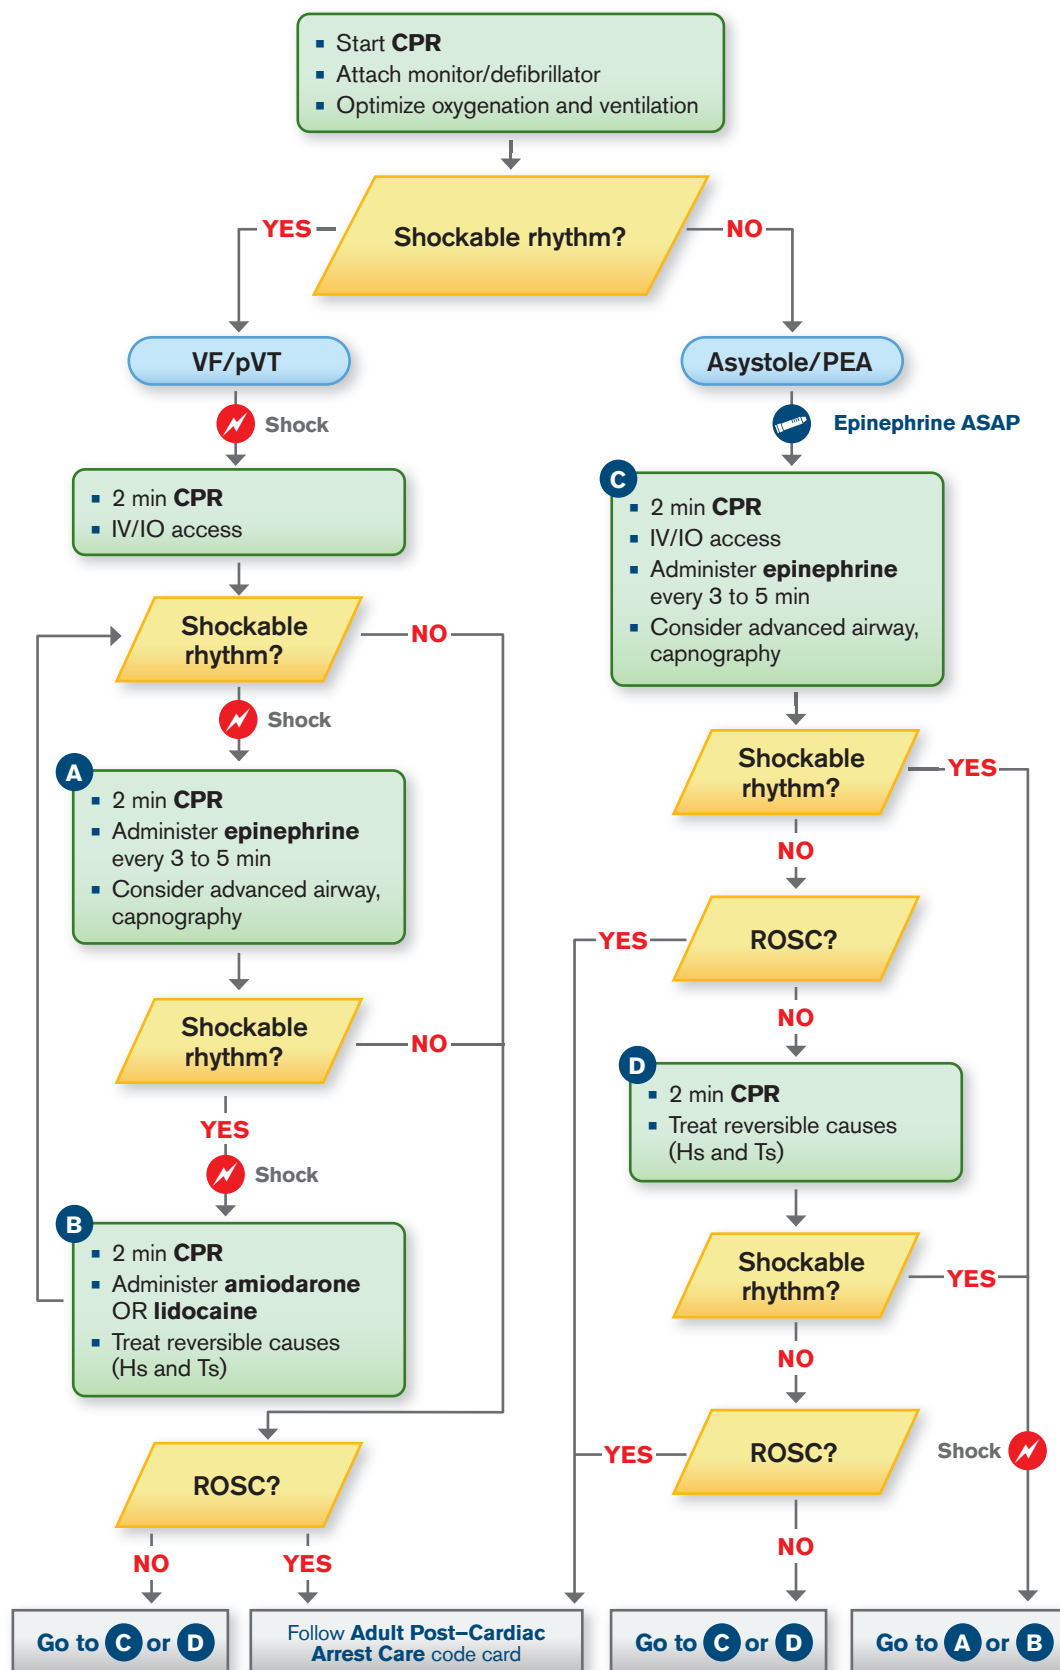 Start CPR
Attach monitor/defibrillator
Optimize oxygenation and ventilation
Shockable rhythm?
YES
NO
VF/pVT
Shock
2 min CPR
IV/IO access
Shockable
rhythm?
NO
Shock
A
2 min CPR
Administer epinephrine
every 3 to 5 min
Consider advanced airway,
capnography
Shockable
rhythm?
NO
YES
Shock
B
2 min CPR
Administer amiodarone
OR lidocaine
Treat reversible causes
(Hs and Ts)
ROSC?
NO
YES
Go to C or D
Follow Adult Post–Cardiac
Arrest Care code card
Asystole/PEA
Epinephrine ASAP
C
2 min CPR
IV/IO access
Administer epinephrine
every 3 to 5 min
Consider advanced airway,
capnography
Shockable
rhythm?
YES
NO
ROSC?
YES
NO
D
2 min CPR
Treat reversible causes
(Hs and Ts)
Shockable
rhythm?
YES
NO
ROSC?
YES
Shock
NO
Go to C or D
Go to A or B